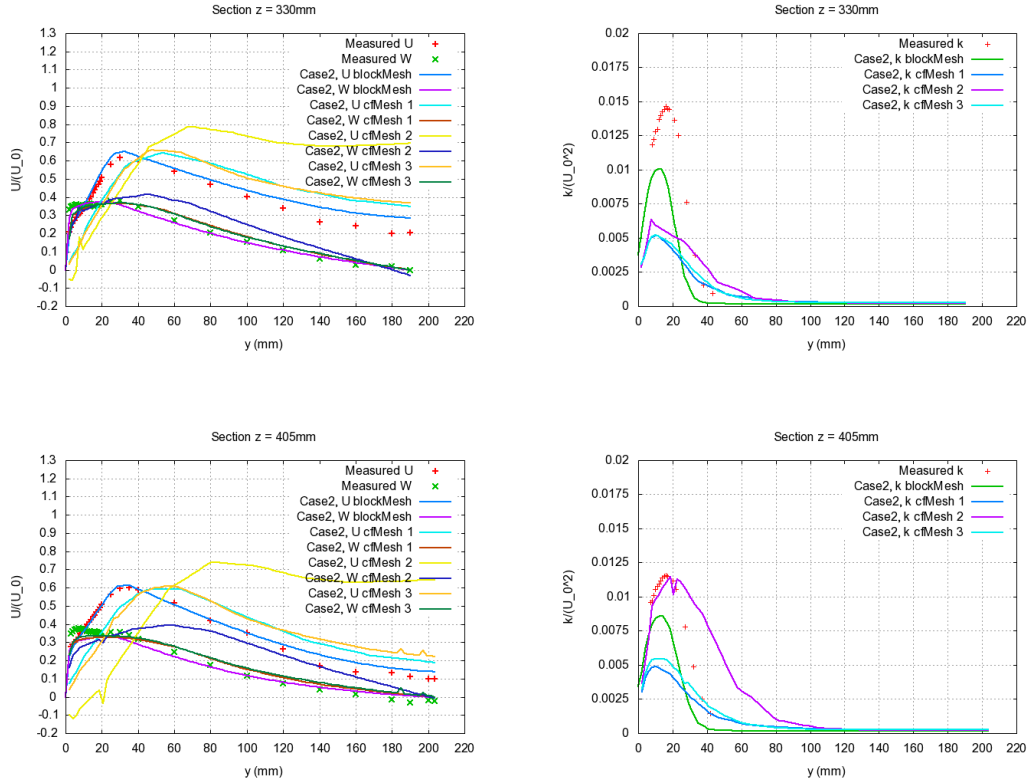 Section z = 330mm
1.3
1.2
1.1
1
0.9
0.8
0.7
0.6
0.5
0.4
0.3
0.2
0.1
0
-0.1
-0.2
U/(U_0)
Measured U
Measured W
Case2, U blockMesh
Case2, W blockMesh
Case2, U cfMesh 1
Case2, W cfMesh 1
Case2, U cfMesh 2
Case2, W cfMesh 2
Case2, U cfMesh 3
Case2, W cfMesh 3
0 20 40 60 80 100 120 140 160 180 200 220
y (mm)
Section z = 330mm
0.02
0.0175
0.015
0.0125
0.01
0.0075
0.005
0.0025
0
k/(U_0^2)
Measured k
Case2, k blockMesh
Case2, k cfMesh 1
Case2, k cfMesh 2
Case2, k cfMesh 3
0 20 40 60 80 100 120 140 160 180 200 220
y (mm)
Section z = 405mm
1.3
1.2
1.1
1
0.9
0.8
0.7
0.6
0.5
0.4
0.3
0.2
0.1
0
-0.1
-0.2
U/(U_0)
Measured U
Measured W
Case2, U blockMesh
Case2, W blockMesh
Case2, U cfMesh 1
Case2, W cfMesh 1
Case2, U cfMesh 2
Case2, W cfMesh 2
Case2, U cfMesh 3
Case2, W cfMesh 3
0 20 40 60 80 100 120 140 160 180 200 220
y (mm)
Section z = 405mm
0.02
0.0175
0.015
0.0125
0.01
0.0075
0.005
0.0025
0
k/(U_0^2)
Measured k
Case2, k blockMesh
Case2, k cfMesh 1
Case2, k cfMesh 2
Case2, k cfMesh 3
0 20 40 60 80 100 120 140 160 180 200 220
y (mm)